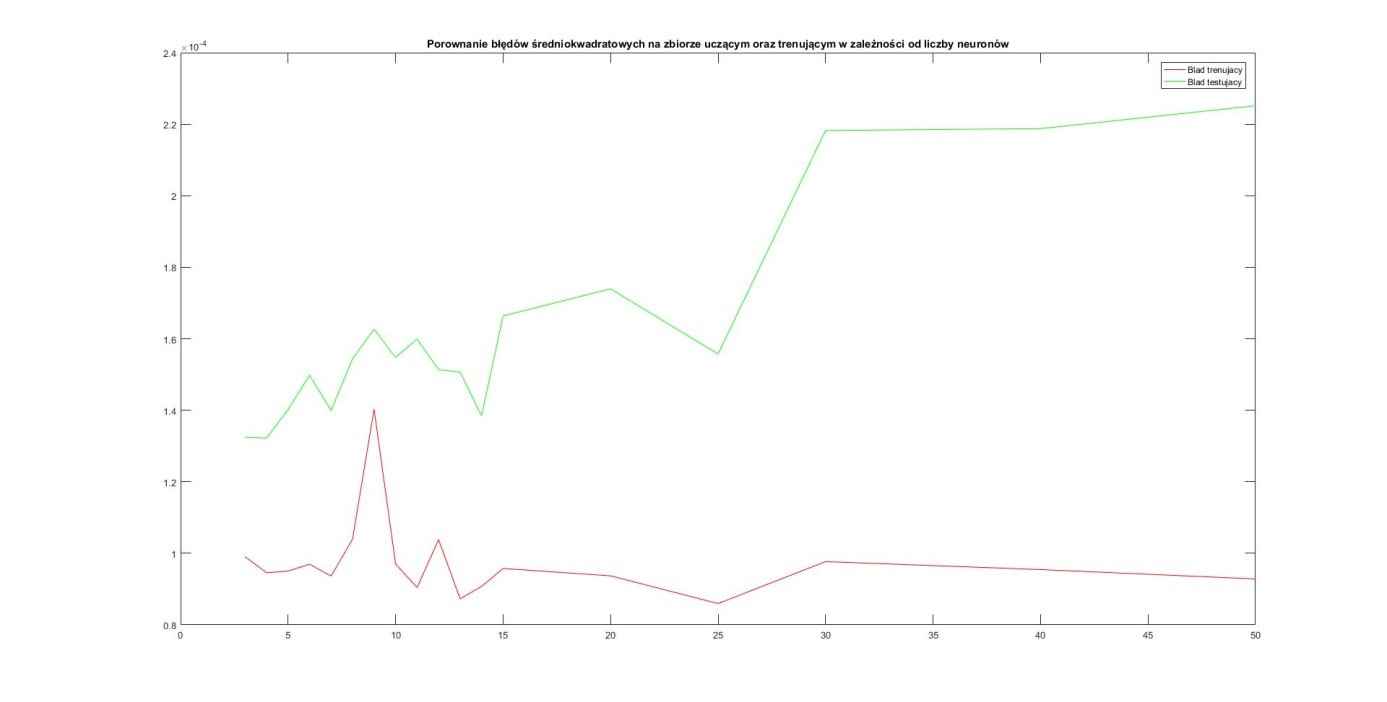 Porownanie błędów średniokwadratowych na zbiorze uczącym oraz trenującym w zależności od liczby neuronów
×10-4
2.4
2.2
2
1.8
1.6
1.4
1.2
1
0.8
0 5 10 15 20 25 30 35 40 45 50
Blad trenujacy
Blad testujacy